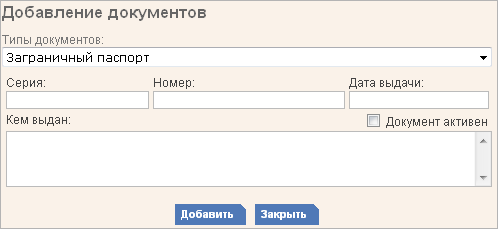 Добавление документов
Типы документов:
Заграничный паспорт
Серия: Номер: Дата выдачи:
Кем выдан: Документ активен
Добавить Закрыть